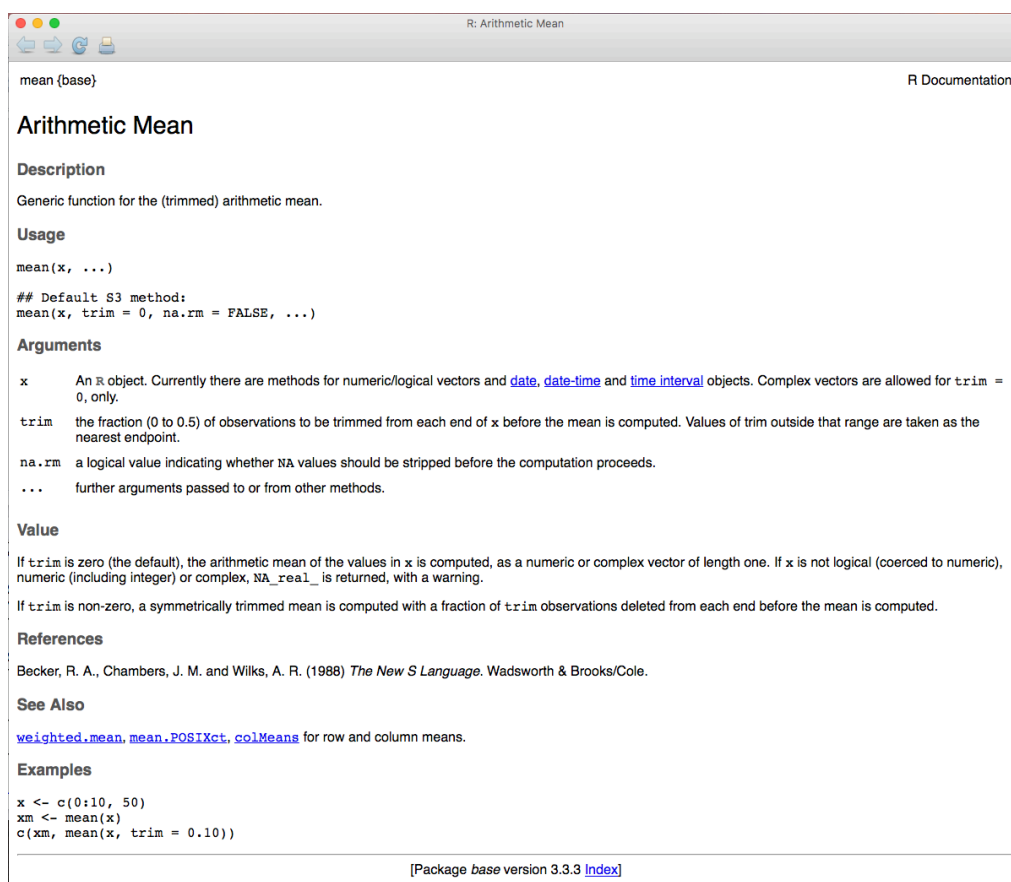 R: Arithmetic Mean
mean {base}
R Documentation
Arithmetic Mean
Description
Generic function for the (trimmed) arithmetic mean.
Usage
mean(x, ...)
## Default S3 method:
mean(x, trim = 0, na.rm = FALSE, ...)
Arguments
x An R object. Currently there are methods for numeric/logical vectors and date, date-time and time interval objects. Complex vectors are allowed for trim =
0, only.
trim the fraction (0 to 0.5) of observations to be trimmed from each end of x before the mean is computed. Values of trim outside that range are taken as the
nearest endpoint.
na.rm a logical value indicating whether NA values should be stripped before the computation proceeds.
... further arguments passed to or from other methods.
Value
If trim is zero (the default), the arithmetic mean of the values in x is computed, as a numeric or complex vector of length one. If x is not logical (coerced to numeric),
numeric (including integer) or complex, NA_real_ is returned, with a warning.
If trim is non-zero, a symmetrically trimmed mean is computed with a fraction of trim observations deleted from each end before the mean is computed.
References
Becker, R. A., Chambers, J. M. and Wilks, A. R. (1988) The New S Language. Wadsworth & Brooks/Cole.
See Also
weighted.mean, mean.POSIXct, colMeans for row and column means.
Examples
x <- c(0:10, 50)
xm <- mean(x)
c(xm, mean(x, trim = 0.10))
[Package base version 3.3.3 Index]